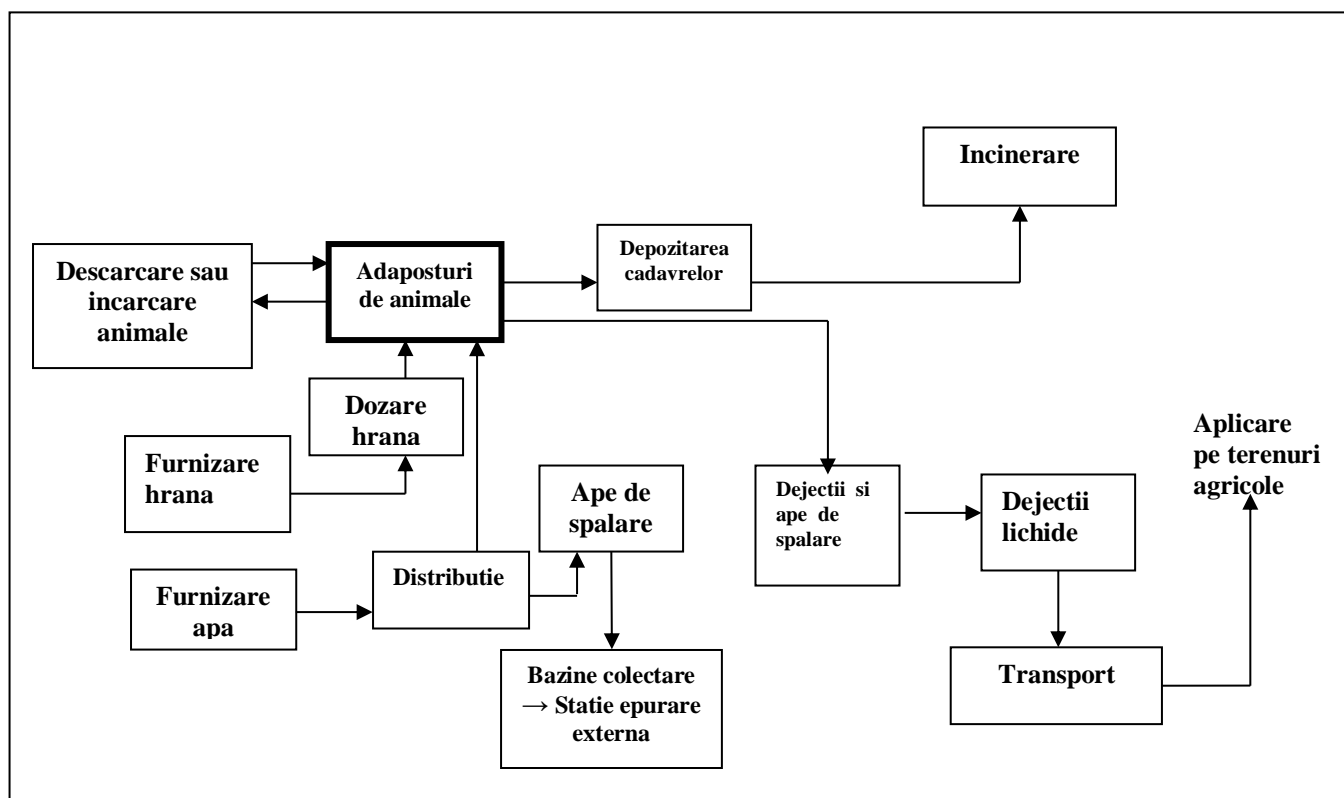 Incinerare
Descarcare sau
incarcare
animale
Adaposturi
de animale
Depozitarea
cadavrelor
Dozare
hrana
Furnizare
hrana
Aplicare
pe terenuri
agricole
Ape de
spalare
Dejectii si
ape de
spalare
Dejectii
lichide
Distributie
Furnizare
apa
Bazine colectare
→ Statie epurare
externa
Transport